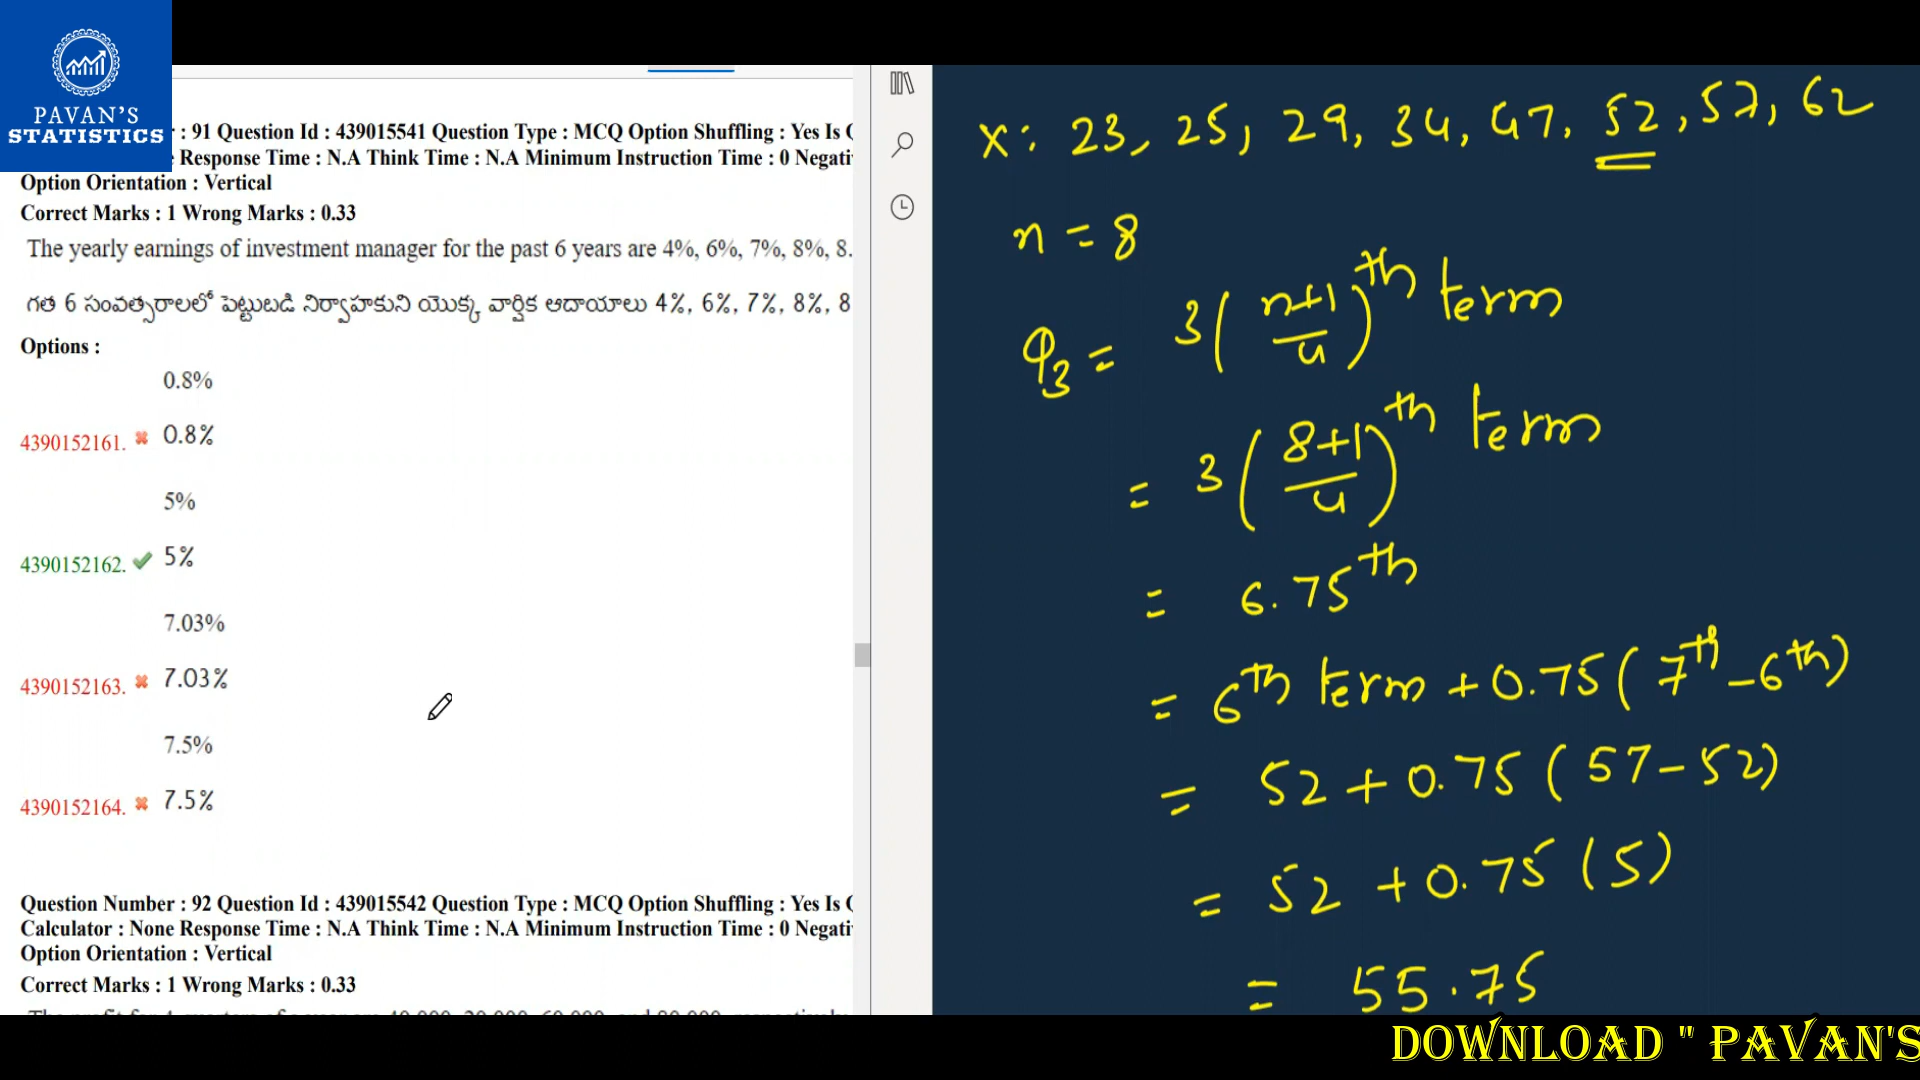 PAVAN'S
STATISTICS
: 91 Question Id : 439015541 Question Type : MCQ Option Shuffling : Yes Is
Response Time : N.A Think Time : N.A Minimum Instruction Time : 0 Negati
Option Orientation : Vertical
Correct Marks : 1 Wrong Marks : 0.33
The yearly earnings of investment manager for the past 6 years are 4%, 6%, 7%, 8%, 8.
గత 6 సంవత్సరాలలో పెట్టుబడి నిర్వాహకుని యొక్క వార్షిక ఆదాయాలు 4%, 6%, 7%, 8%, 8
Options :
0.8%
4390152161. ✖ 0.8%
5%
4390152162. ✔ 5%
7.03%
4390152163. ✖ 7.03%
7.5%
4390152164. ✖ 7.5%
Question Number : 92 Question Id : 439015542 Question Type : MCQ Option Shuffling : Yes Is
Calculator : None Response Time : N.A Think Time : N.A Minimum Instruction Time : 0 Negati
Option Orientation : Vertical
Correct Marks : 1 Wrong Marks : 0.33
X: 23, 25, 29, 34, 47, 52, 57, 62
n = 8
Q3 = 3(n+1/4)th term
= 3(8+1/4)th term
= 6.75th
= 6th term + 0.75(7th - 6th)
= 52 + 0.75(57-52)
= 52 + 0.75(5)
= 55.75
DOWNLOAD " PAVAN'S